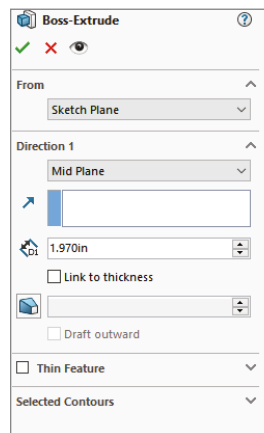 Boss-Extrude
?
From
Sketch Plane
Direction 1
Mid Plane
D1
1.970in
Link to thickness
Draft outward
Thin Feature
Selected Contours